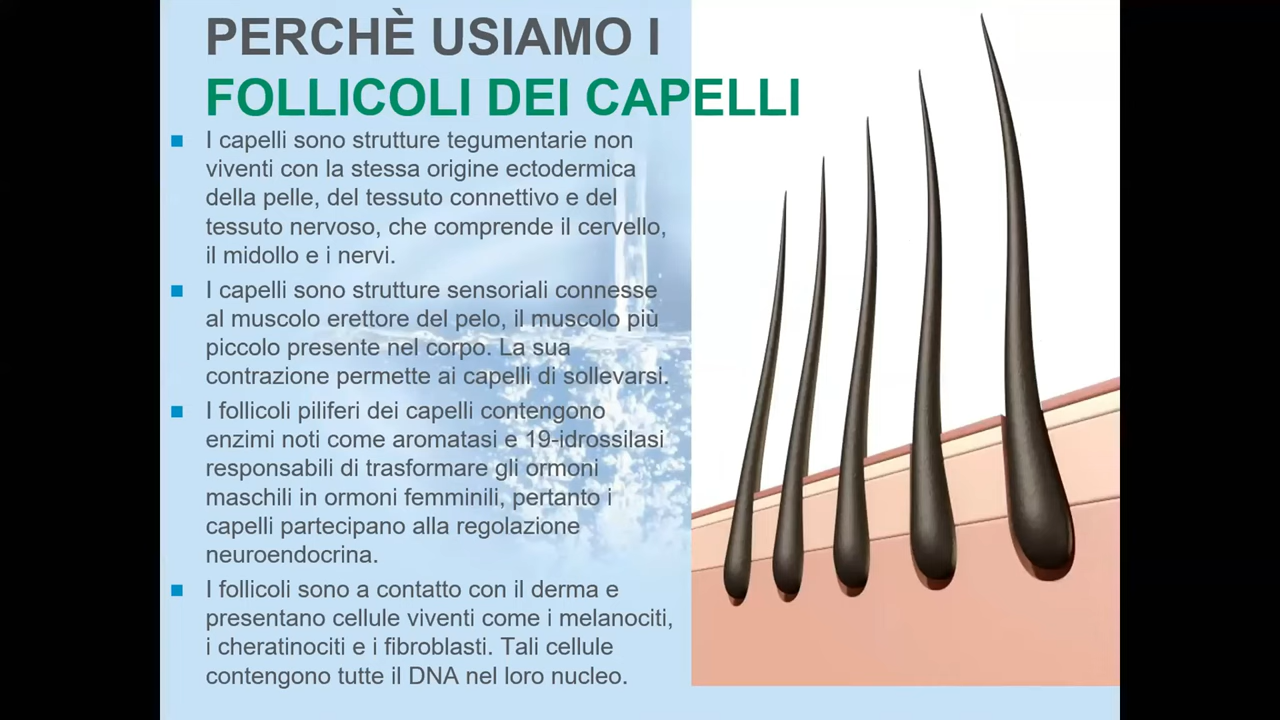 PERCHÈ USIAMO I
FOLLICOLI DEI CAPELLI
I capelli sono strutture tegumentarie non
viventi con la stessa origine ectodermica
della pelle, del tessuto connettivo e del
tessuto nervoso, che comprende il cervello,
il midollo e i nervi.
I capelli sono strutture sensoriali connesse
al muscolo erettore del pelo, il muscolo più
piccolo presente nel corpo. La sua
contrazione permette ai capelli di sollevarsi.
I follicoli piliferi dei capelli contengono
enzimi noti come aromatasi e 19-idrossilasi
responsabili di trasformare gli ormoni
maschili in ormoni femminili, pertanto i
capelli partecipano alla regolazione
neuroendocrina.
I follicoli sono a contatto con il derma e
presentano cellule viventi come i melanociti,
i cheratinociti e i fibroblasti. Tali cellule
contengono tutte il DNA nel loro nucleo.